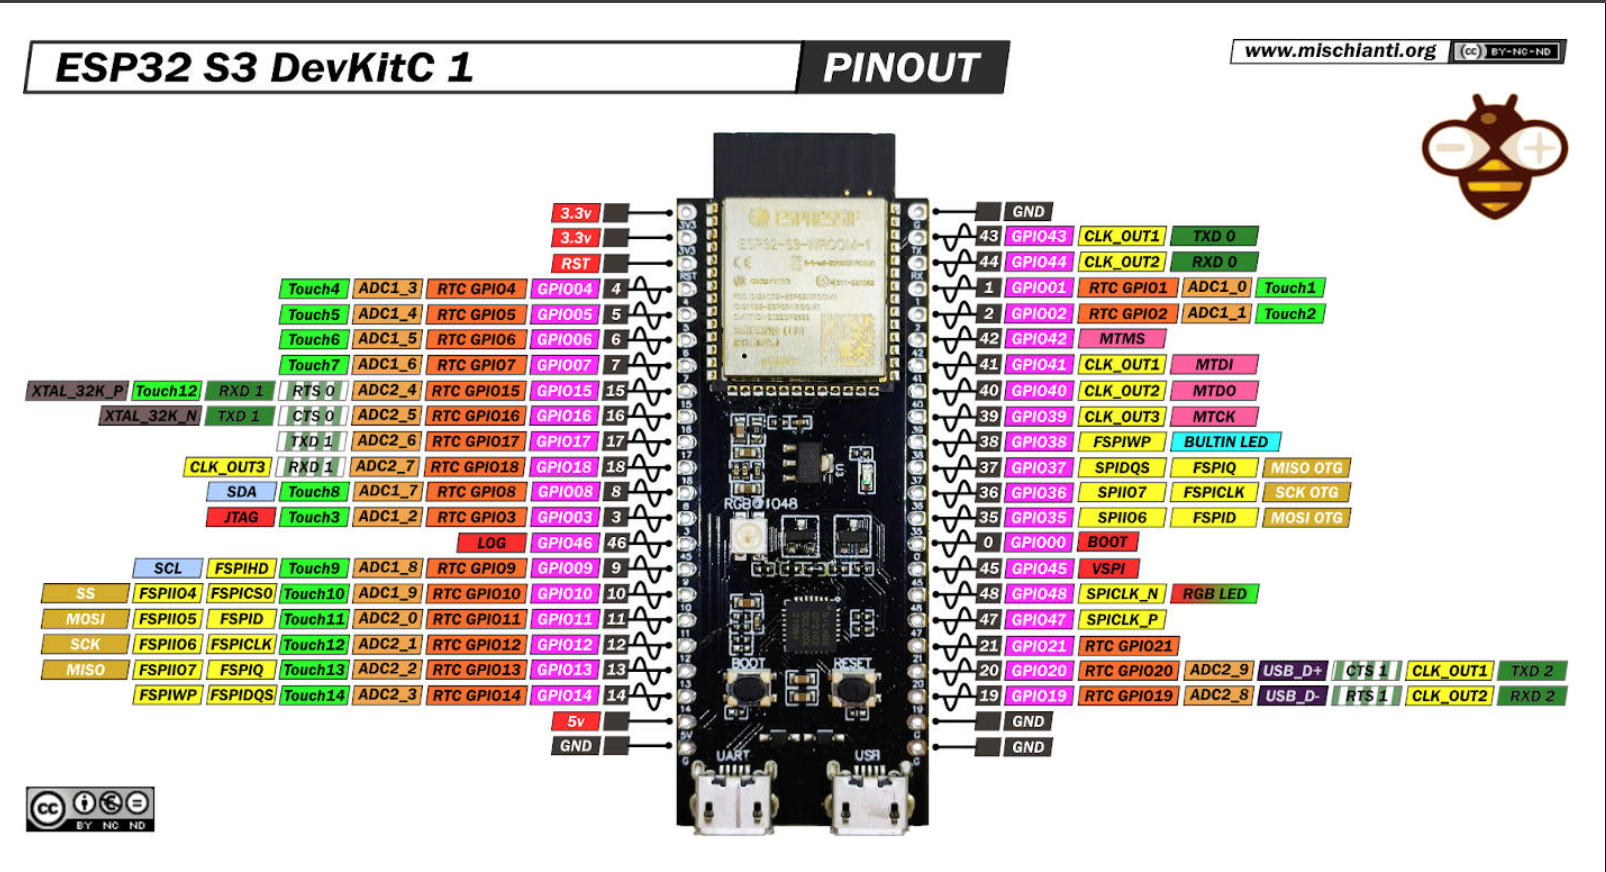 ESP32 S3 DevKitC 1 PINOUT
www.mischianti.org (cc) BY-NC-ND
3.3v
3.3v
RST
Touch4 ADC1_3 RTC GPIO4 GPIO04 4
Touch5 ADC1_4 RTC GPIO5 GPIO05 5
Touch6 ADC1_5 RTC GPIO6 GPIO06 6
Touch7 ADC1_6 RTC GPIO7 GPIO07 7
XTAL_32K_P Touch12 RXD 1 RTS 0 ADC2_4 RTC GPIO15 GPIO15 15
XTAL_32K_N TXD 1 CTS 0 ADC2_5 RTC GPIO16 GPIO16 16
TXD 1 ADC2_6 RTC GPIO17 GPIO17 17
CLK_OUT3 RXD 1 ADC2_7 RTC GPIO18 GPIO18 18
SDA Touch8 ADC1_7 RTC GPIO8 GPIO08 8
JTAG Touch3 ADC1_2 RTC GPIO3 GPIO03 3
LOG GPIO46 46
SCL FSPIHD Touch9 ADC1_8 RTC GPIO9 GPIO09 9
SS FSPIIO4 FSPICS0 Touch10 ADC1_9 RTC GPIO10 GPIO10 10
MOSI FSPIIO5 FSPID Touch11 ADC2_0 RTC GPIO11 GPIO11 11
SCK FSPIIO6 FSPICLK Touch12 ADC2_1 RTC GPIO12 GPIO12 12
MISO FSPIIO7 FSPIQ Touch13 ADC2_2 RTC GPIO13 GPIO13 13
FSPIWP FSPIDQS Touch14 ADC2_3 RTC GPIO14 GPIO14 14
5v
GND
ESPRESSIF
ESP32-S3-WROOM-1
RGB@IO48
U3
BOOT RESET
UART USB
GND
43 GPIO43 CLK_OUT1 TXD 0
44 GPIO44 CLK_OUT2 RXD 0
1 GPIO01 RTC GPIO1 ADC1_0 Touch1
2 GPIO02 RTC GPIO2 ADC1_1 Touch2
42 GPIO42 MTMS
41 GPIO41 CLK_OUT1 MTDI
40 GPIO40 CLK_OUT2 MTDO
39 GPIO39 CLK_OUT3 MTCK
38 GPIO38 FSPIWP BULTIN LED
37 GPIO37 SPIDQS FSPIQ MISO OTG
36 GPIO36 SPIIO7 FSPICLK SCK OTG
35 GPIO35 SPIIO6 FSPID MOSI OTG
0 GPIO00 BOOT
45 GPIO45 VSPI
48 GPIO48 SPICLK_N RGB LED
47 GPIO47 SPICLK_P
21 GPIO21 RTC GPIO21
20 GPIO20 RTC GPIO20 ADC2_9 USB_D+ CTS 1 CLK_OUT1 TXD 2
19 GPIO19 RTC GPIO19 ADC2_8 USB_D- RTS 1 CLK_OUT2 RXD 2
GND
GND
cc
BY NC ND